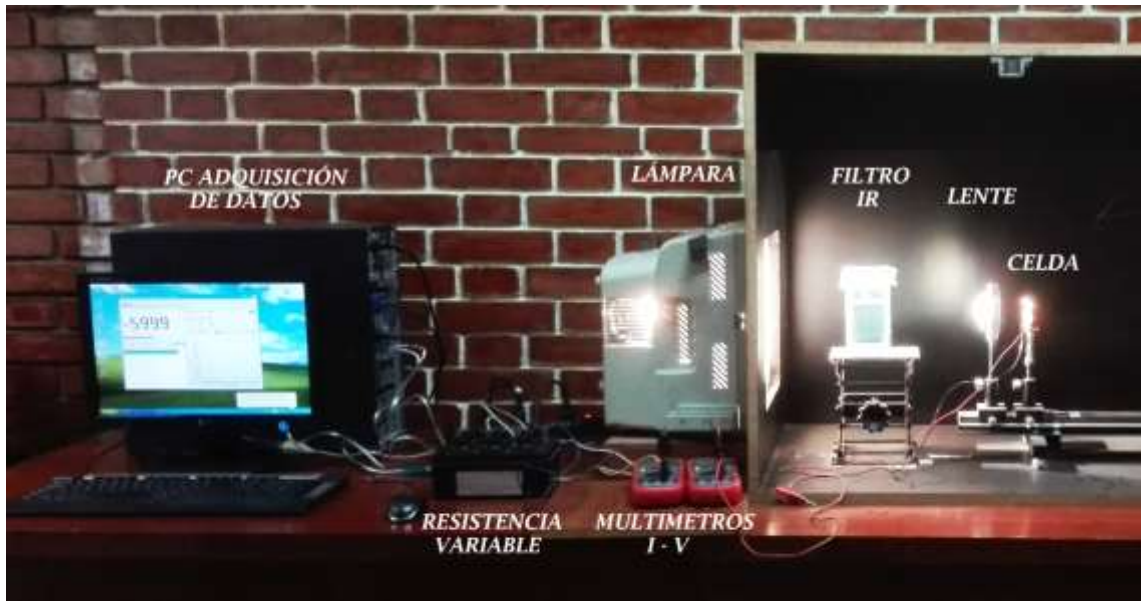 PC ADQUISICIÓN
DE DATOS
LÁMPARA
FILTRO
IR
LENTE
CELDA
-5999
RESISTENCIA
VARIABLE
MULTIMETROS
I - V